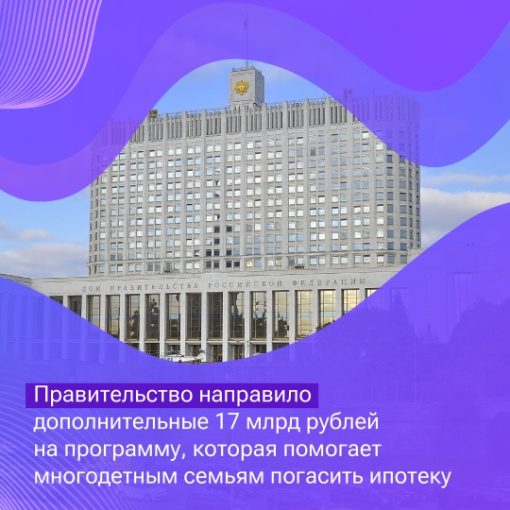 ДОМ ПРАВИТЕЛЬСТВА РОССИЙСКОЙ ФЕДЕРАЦИИ
Правительство направило
дополнительные 17 млрд рублей
на программу, которая помогает
многодетным семьям погасить ипотеку